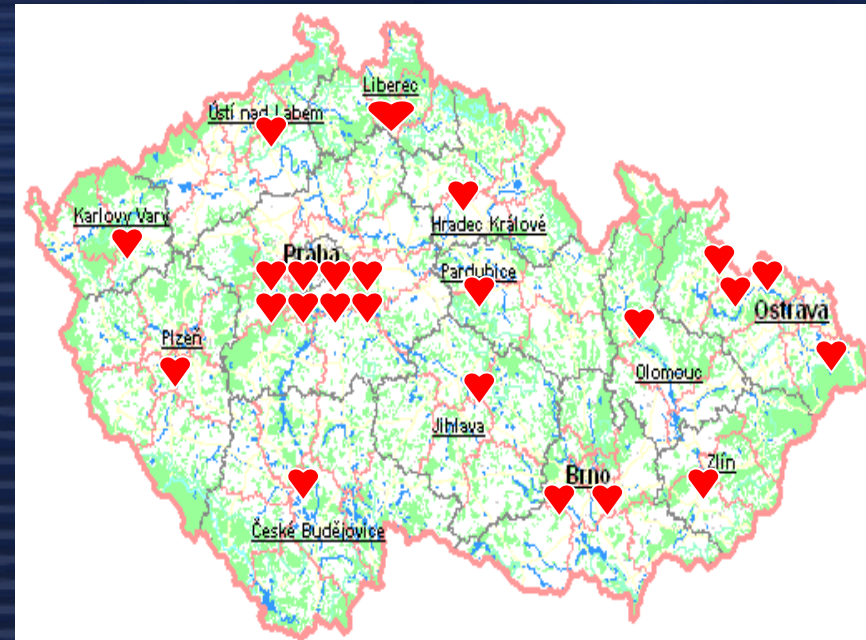 Liberec
Ústí nad Labem
Karlovy Vary
Hradec Králové
Praha
Pardubice
Ostrava
Plzeň
Olomouc
Jihlava
Zlín
Brno
České Budějovice